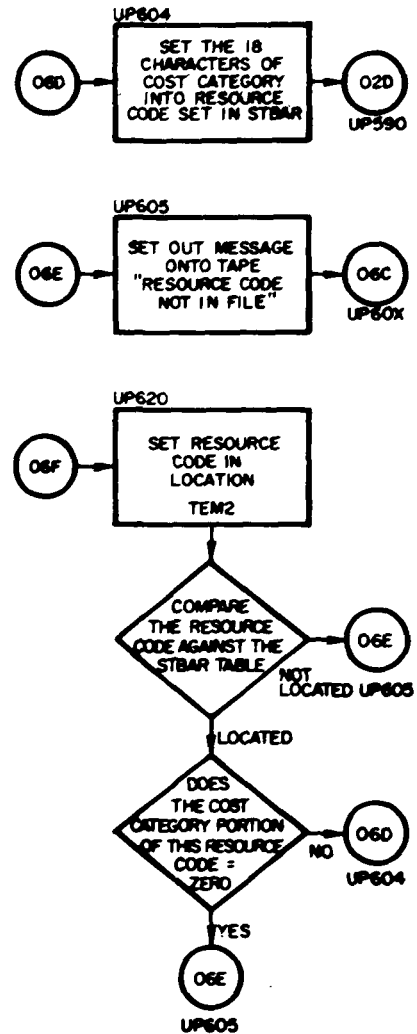 UP604
06D
SET THE 18
CHARACTERS OF
COST CATEGORY
INTO RESOURCE
CODE SET IN STBAR
02D
UP590
UP605
06E
SET OUT MESSAGE
ONTO TAPE
"RESOURCE CODE
NOT IN FILE"
06C
UP60X
UP620
06F
SET RESOURCE
CODE IN
LOCATION
TEM2
COMPARE
THE RESOURCE
CODE AGAINST THE
STBAR TABLE
06E
NOT
LOCATED UP605
LOCATED
DOES
THE COST
CATEGORY PORTION
OF THIS RESOURCE
CODE =
ZERO
NO
06D
UP604
YES
06E
UP605